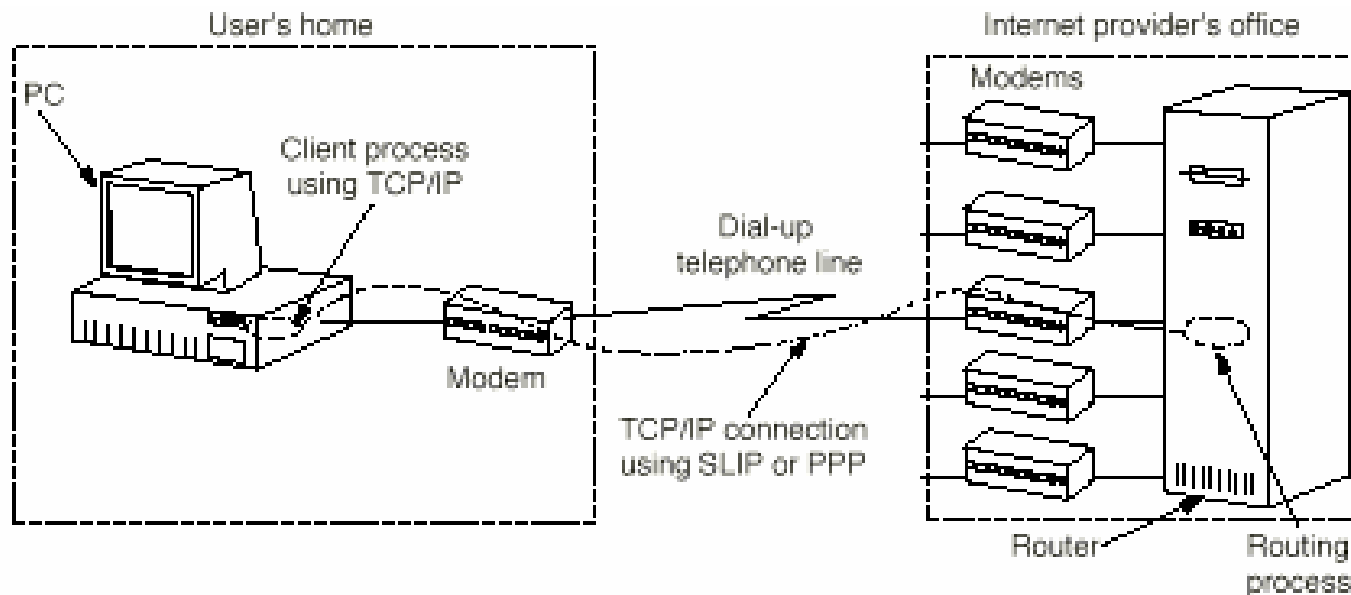 User's home
Internet provider's office
PC
Modems
Client process
using TCP/IP
Dial-up
telephone line
Modem
TCP/IP connection
using SLIP or PPP
Router
Routing
process